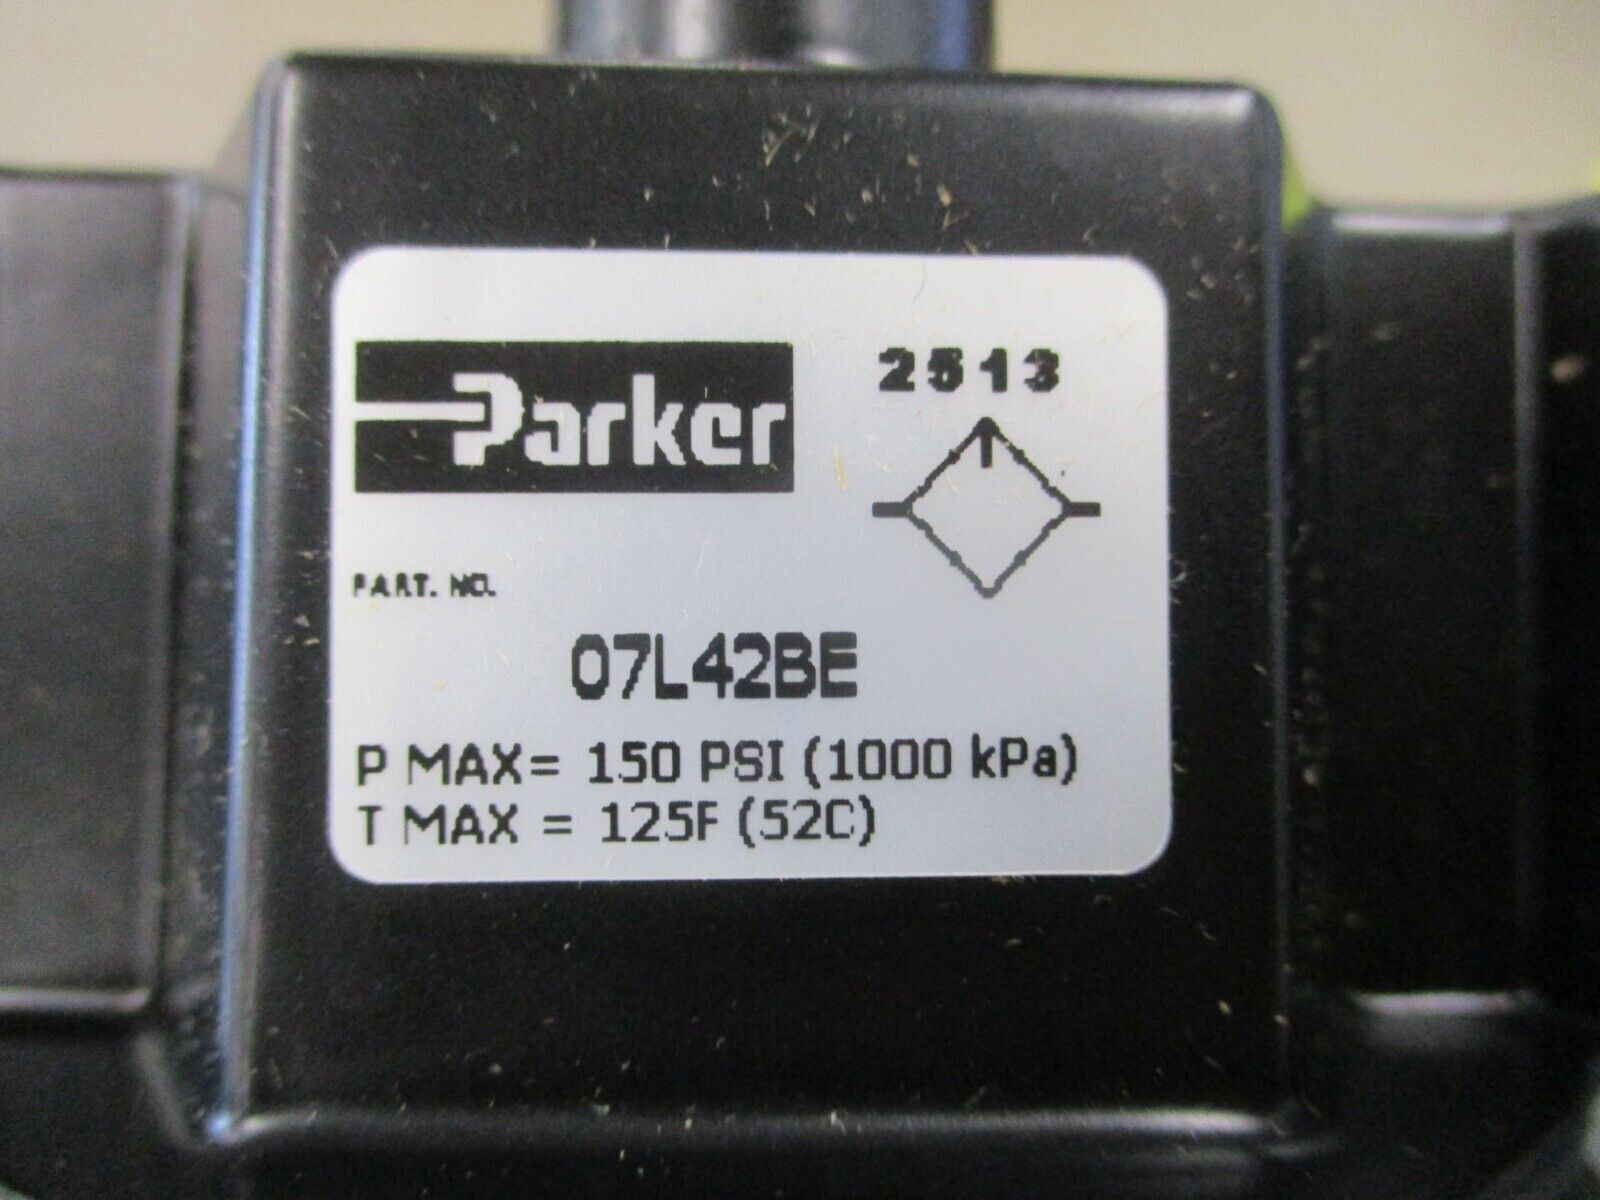 Parker
2513
PART. NO.
07L42BE
P MAX= 150 PSI (1000 kPa)
T MAX = 125F (52C)